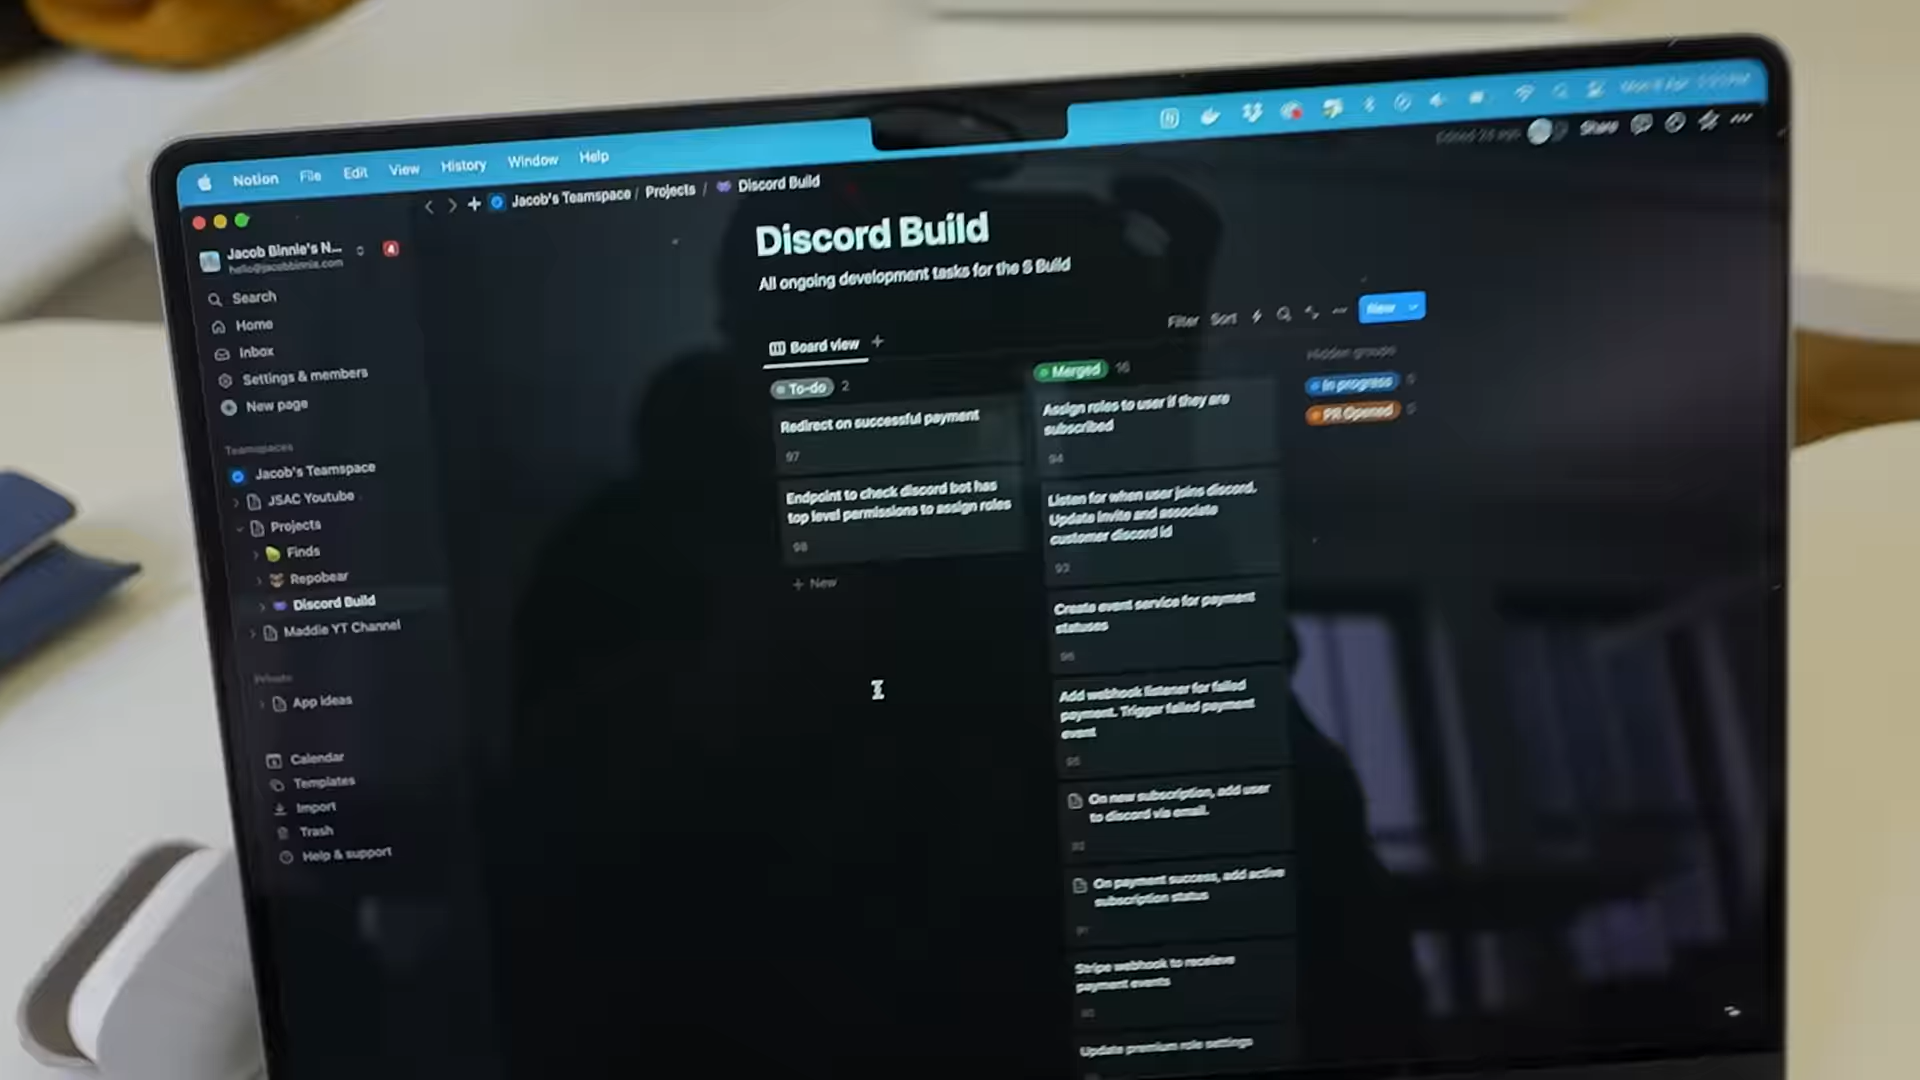 Notion File Edit View History Window Help
Jacob's Teamspace / Projects / Discord Build
Share
Jacob Binnie's N...
hello@jacobbinnie.com
4
Search
Home
Inbox
Settings & members
New page
Teamspaces
Jacob's Teamspace
JSAC Youtube
Projects
Finds
Repobear
Discord Build
Maddie YT Channel
Private
App ideas
Calendar
Templates
Import
Trash
Help & support
Discord Build
All ongoing development tasks for the S Build
Board view +
Filter Sort New
To-do 2
Redirect on successful payment
97
Endpoint to check discord bot has
top level permissions to assign roles
98
+ New
Merged 16
Assign roles to user if they are
subscribed
94
Listen for when user joins discord.
Update invite and associate
customer discord id
93
Create event service for payment
statuses
Add webhook listener for failed
payment. Trigger failed payment
event
On new subscription, add user
to discord via email.
On payment success, add active
subscription status
Stripe webhook to receieve
payment events
Update premium role settings
Hidden groups
In progress
PR Opened